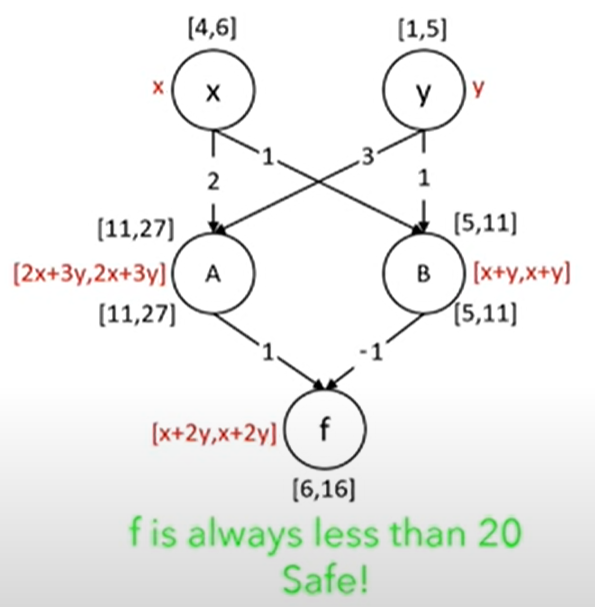 [4,6] [1,5]
x x y y
1 3
2 1
[11,27] [5,11]
[2x+3y,2x+3y] A B [x+y,x+y]
[11,27] [5,11]
1 -1
[x+2y,x+2y] f
[6,16]
f is always less than 20
Safe!